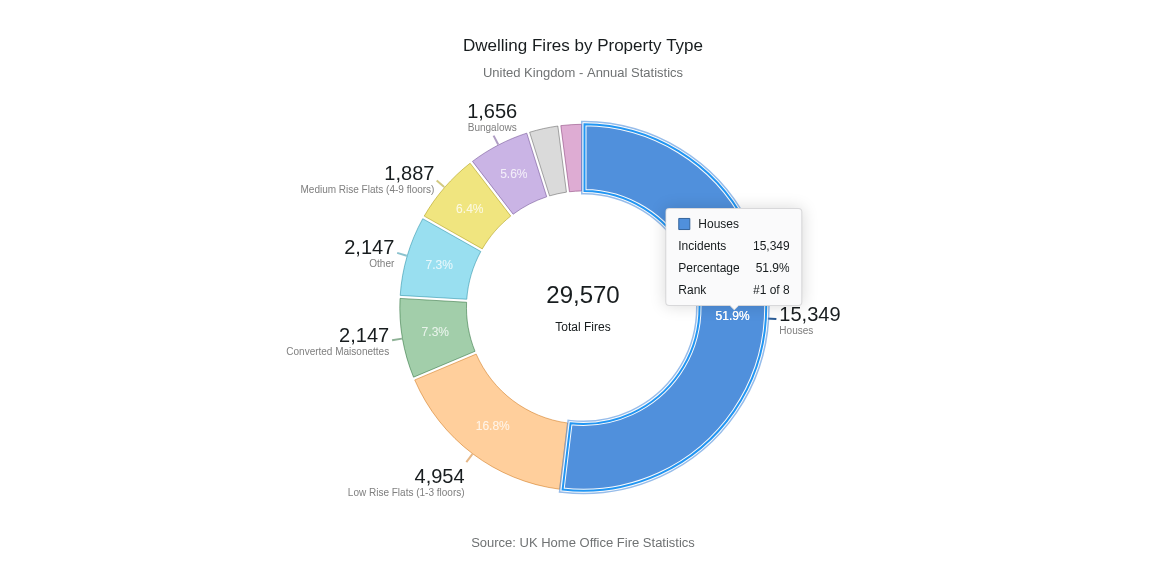 Dwelling Fires by Property Type
United Kingdom - Annual Statistics
1,656
Bungalows
1,887
Medium Rise Flats (4-9 floors)
5.6%
6.4%
2,147
Other
7.3%
Houses
Incidents 15,349
Percentage 51.9%
Rank #1 of 8
29,570
Total Fires
51.9%
15,349
Houses
2,147
Converted Maisonettes
7.3%
16.8%
4,954
Low Rise Flats (1-3 floors)
Source: UK Home Office Fire Statistics